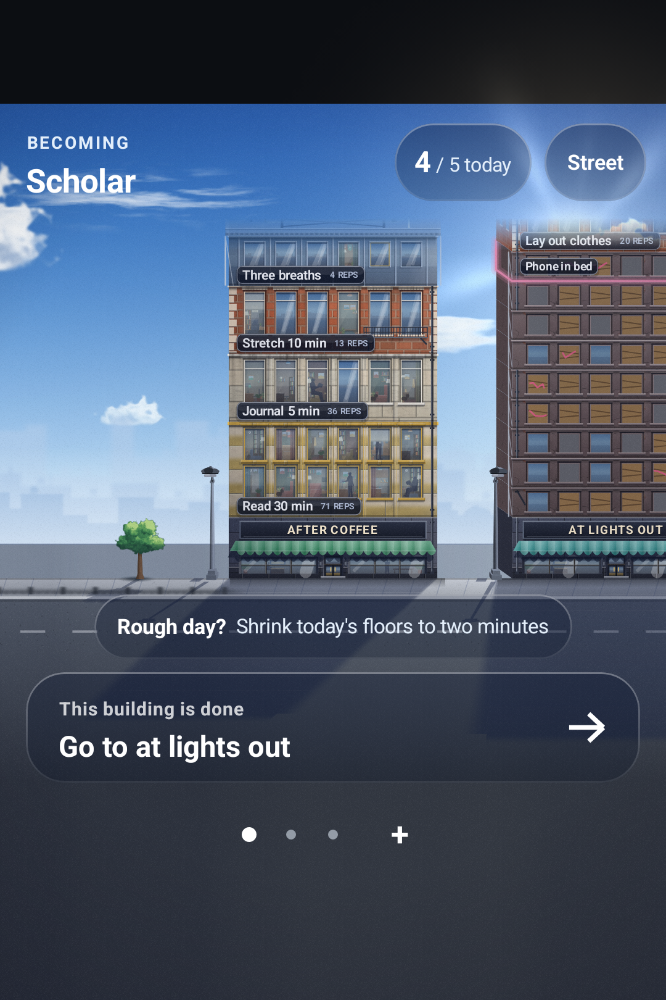 BECOMING
Scholar
4 / 5 today
Street
Three breaths 4 REPS
Stretch 10 min 13 REPS
Journal 5 min 36 REPS
Read 30 min 71 REPS
AFTER COFFEE
Lay out clothes 20 REPS
Phone in bed
AT LIGHTS OUT
Rough day? Shrink today's floors to two minutes
This building is done
Go to at lights out
+